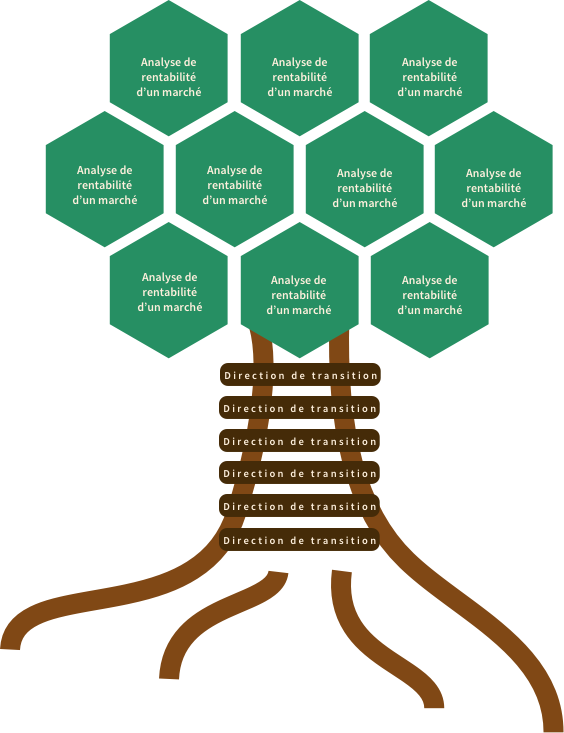 Analyse de
rentabilité
d'un marché
Analyse de
rentabilité
d'un marché
Analyse de
rentabilité
d'un marché
Analyse de
rentabilité
d'un marché
Analyse de
rentabilité
d'un marché
Analyse de
rentabilité
d'un marché
Analyse de
rentabilité
d'un marché
Analyse de
rentabilité
d'un marché
Analyse de
rentabilité
d'un marché
Analyse de
rentabilité
d'un marché
Direction de transition
Direction de transition
Direction de transition
Direction de transition
Direction de transition
Direction de transition